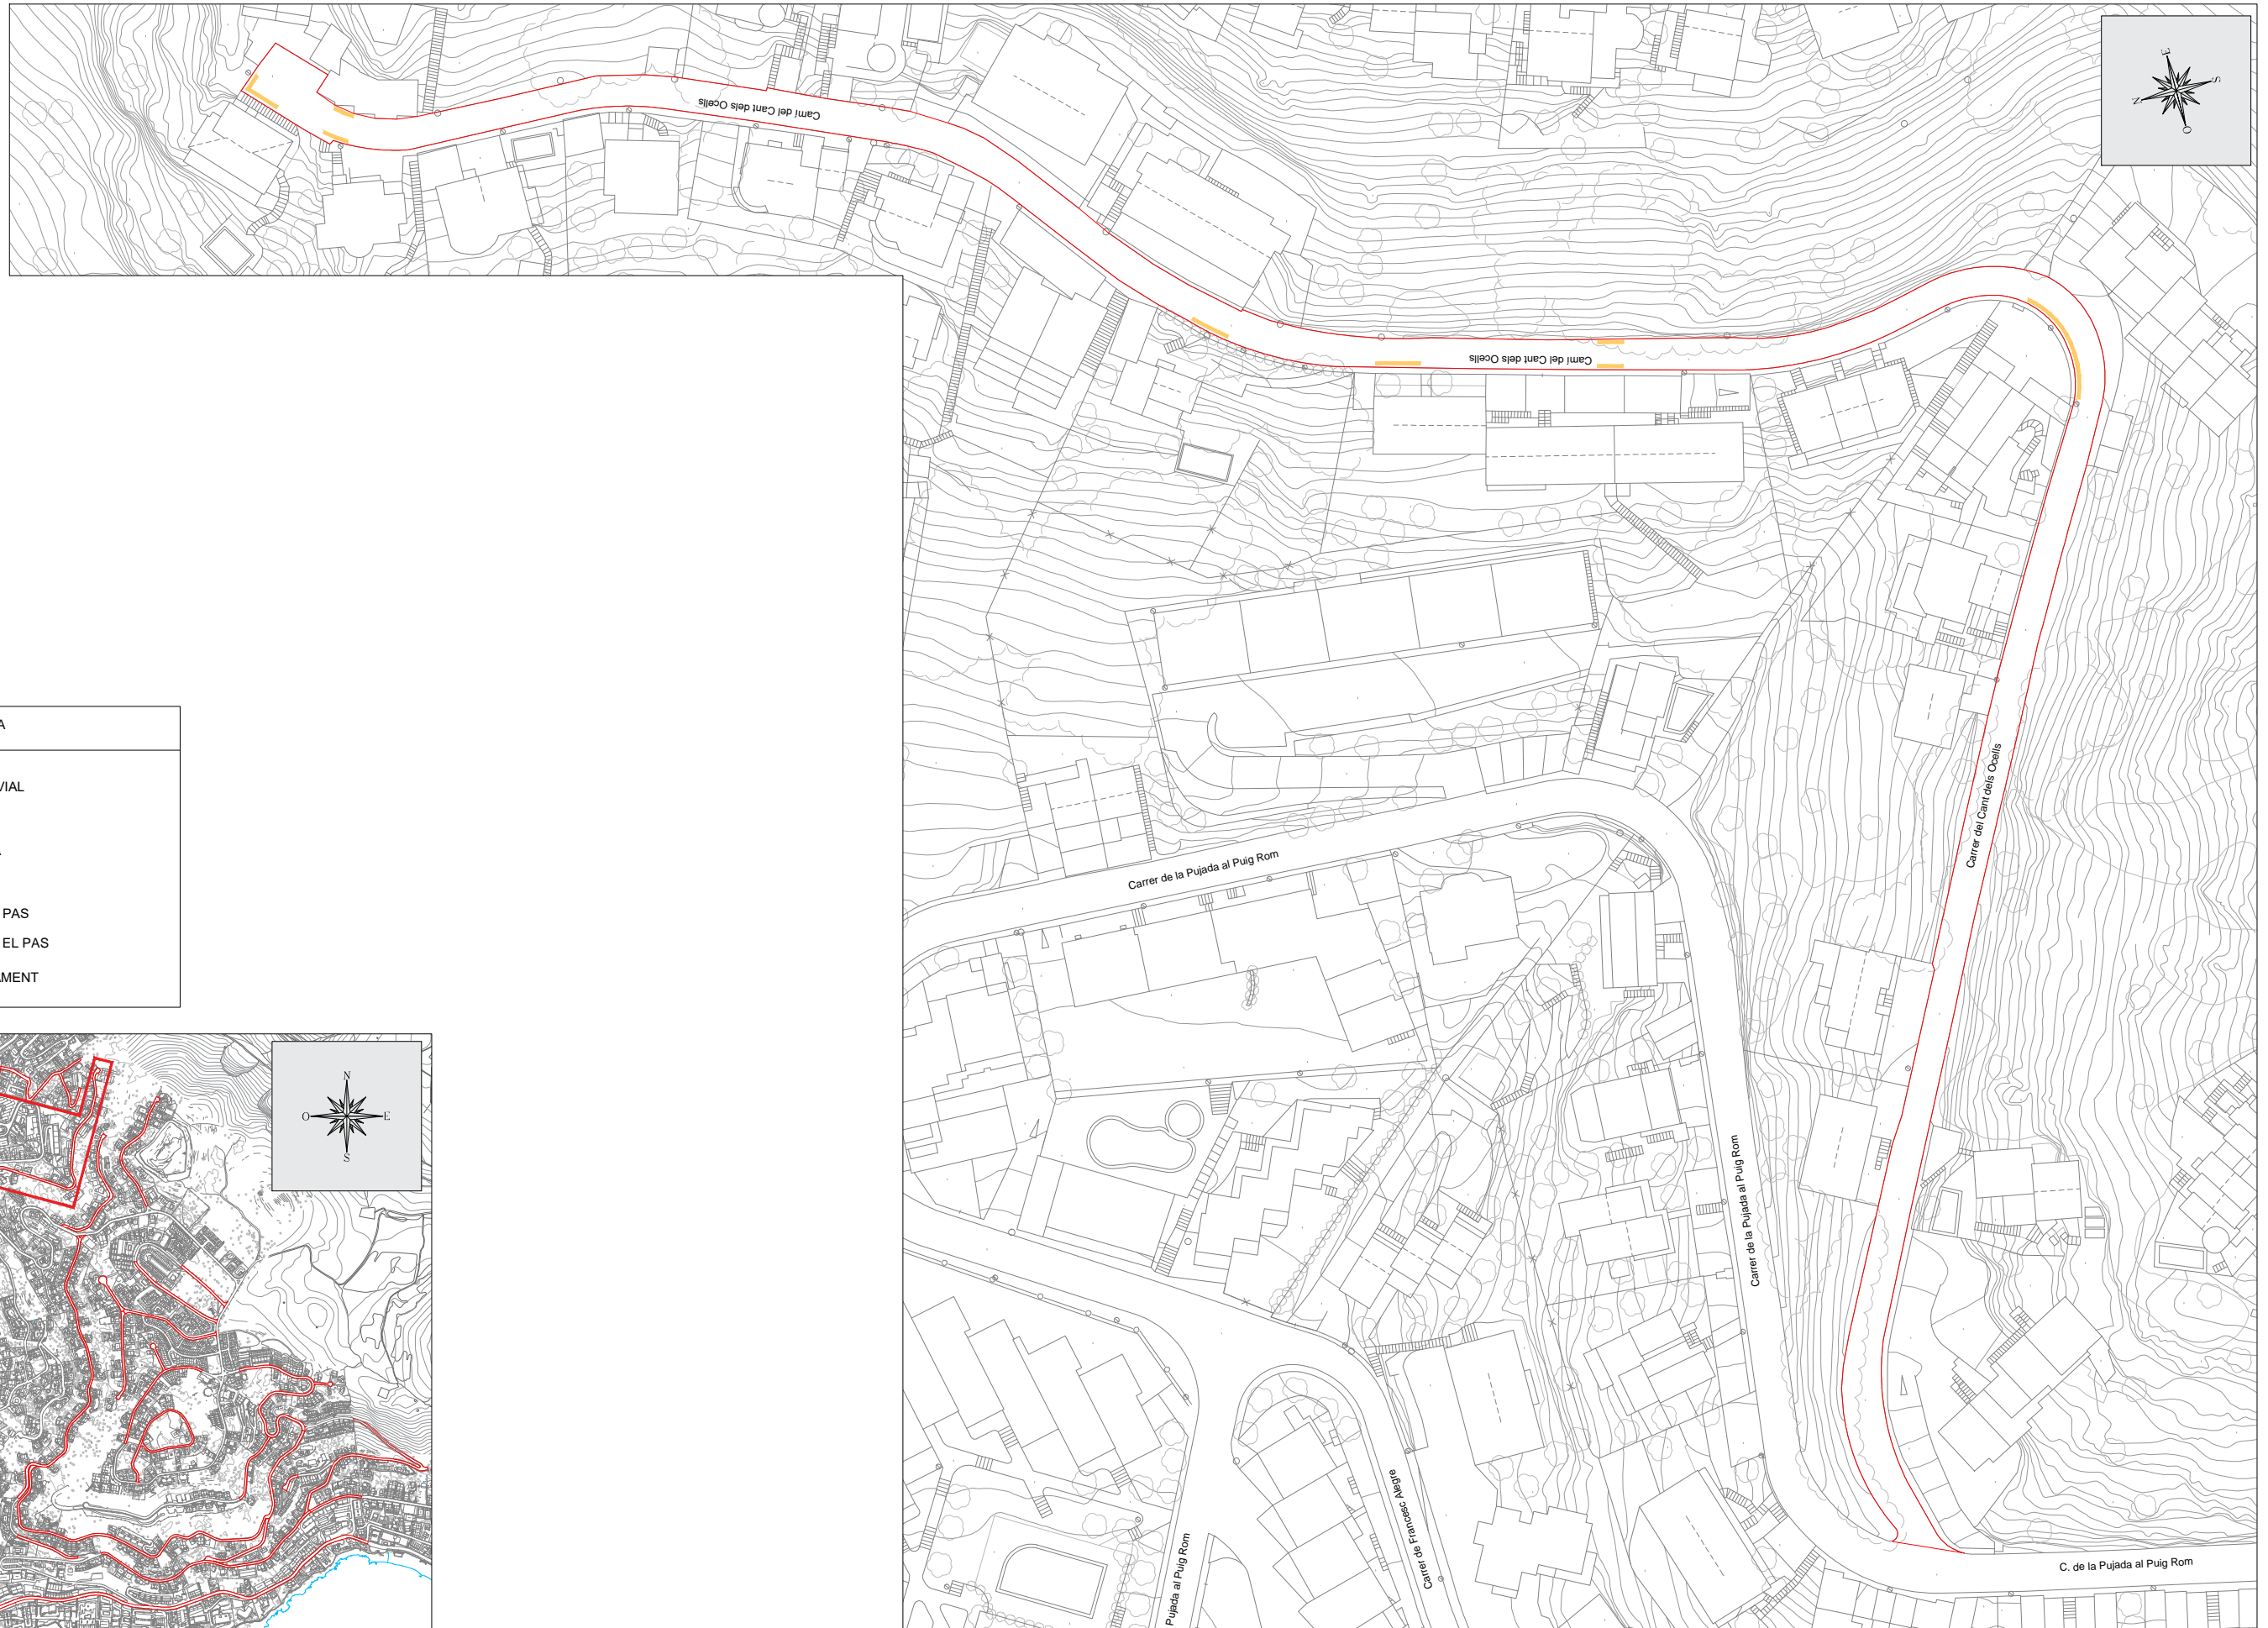 E
S
N
O
Camí del Cant dels Ocells
Camí del Cant dels Ocells
Carrer del Cant dels Ocells
VIAL
PAS
EL PAS
AMENT
Carrer de la Pujada al Puig Rom
Carrer de la Pujada al Puig Rom
N
O
E
S
Carrer de Francesc Alegre
Pujada al Puig Rom
C. de la Pujada al Puig Rom